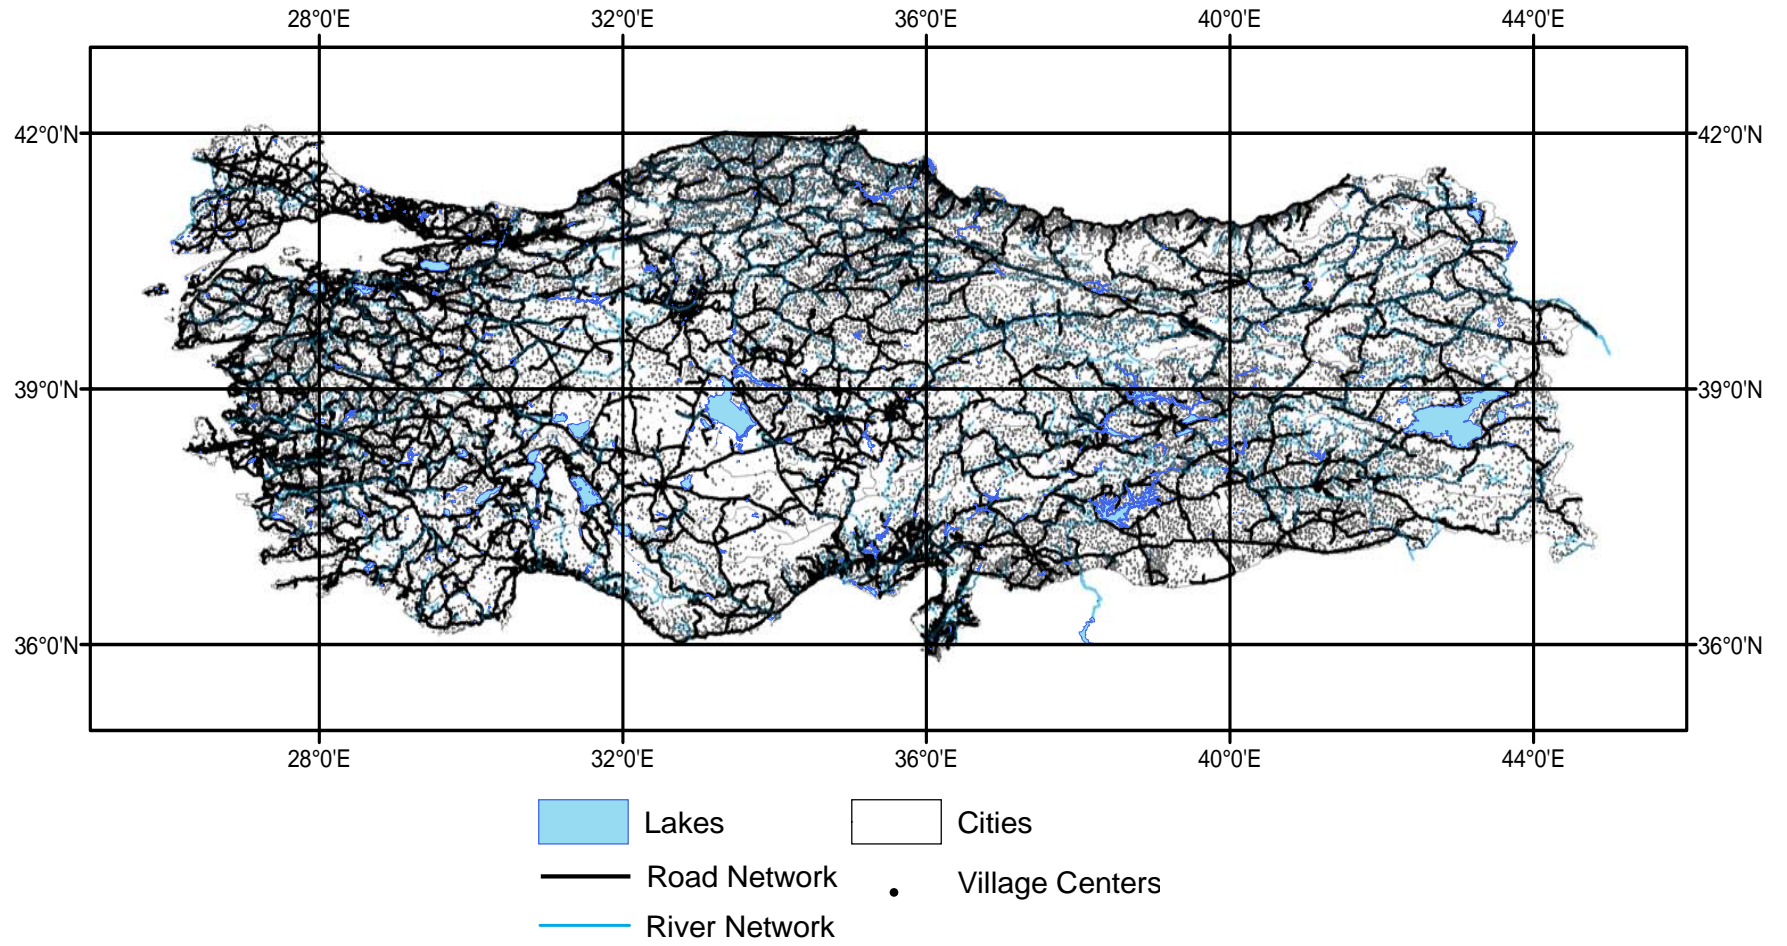 28°0'E 32°0'E 36°0'E 40°0'E 44°0'E
42°0'N 42°0'N
39°0'N 39°0'N
36°0'N 36°0'N
28°0'E 32°0'E 36°0'E 40°0'E 44°0'E
Lakes Cities
Road Network Village Centers
River Network